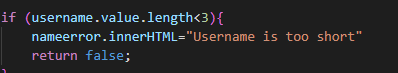 if (username.value.length<3){
nameerror.innerHTML="Username is too short"
return false;
}